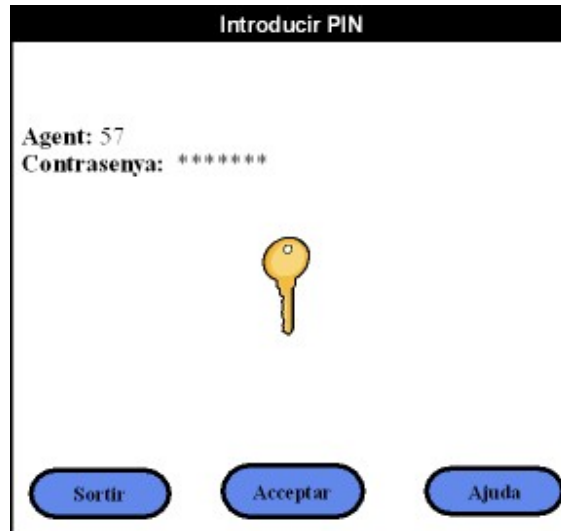 Introducir PIN
Agent: 57
Contrasenya: *******
Sortir Acceptar Ajuda